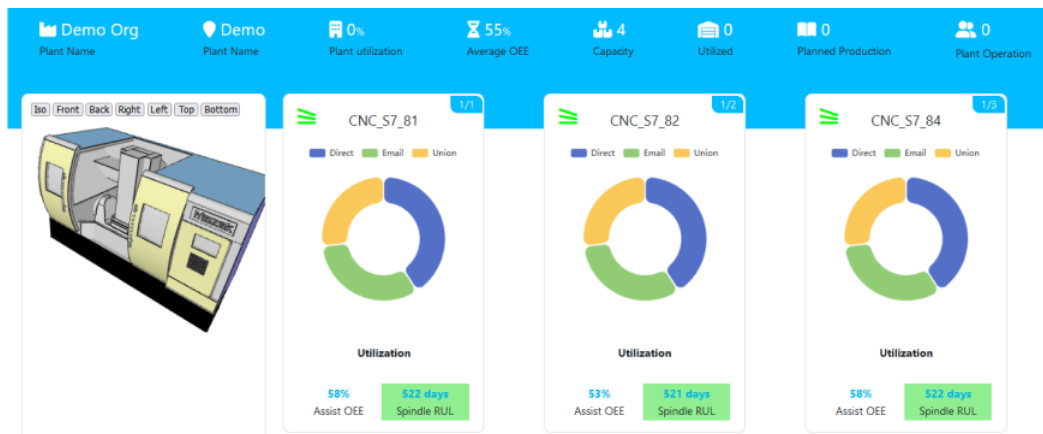 Demo Org
Plant Name
Demo
Plant Name
0%
Plant utilization
55%
Average OEE
4
Capacity
0
Utilized
0
Planned Production
0
Plant Operation
Iso Front Back Right Left Top Bottom
Mazak
1/1
CNC_S7_81
Direct Email Union
Utilization
58%
Assist OEE
522 days
Spindle RUL
1/2
CNC_S7_82
Direct Email Union
Utilization
53%
Assist OEE
521 days
Spindle RUL
1/3
CNC_S7_84
Direct Email Union
Utilization
58%
Assist OEE
522 days
Spindle RUL